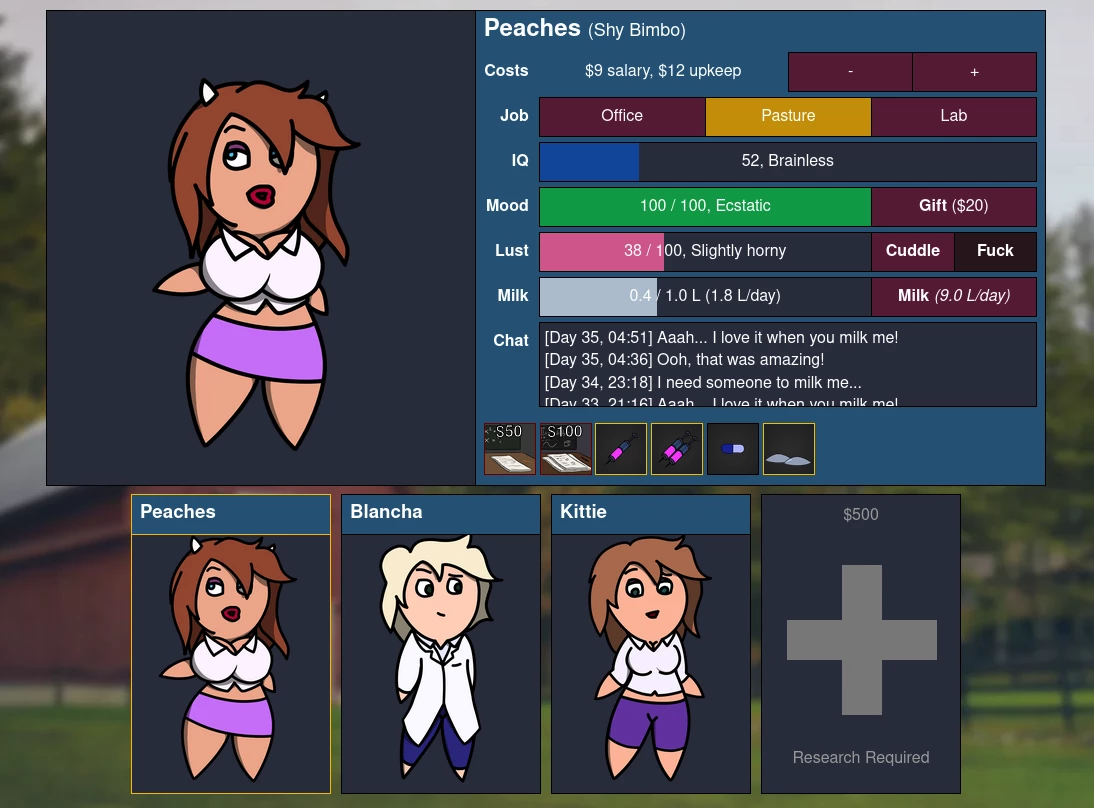 Peaches (Shy Bimbo)
Costs $9 salary, $12 upkeep - +
Job Office Pasture Lab
IQ 52, Brainless
Mood 100 / 100, Ecstatic Gift ($20)
Lust 38 / 100, Slightly horny Cuddle Fuck
Milk 0.4 / 1.0 L (1.8 L/day) Milk (9.0 L/day)
Chat [Day 35, 04:51] Aaah... I love it when you milk me!
[Day 35, 04:36] Ooh, that was amazing!
[Day 34, 23:18] I need someone to milk me...
[Day 33, 21:16] Aaah... I love it when you milk me!
$50 $100
Peaches Blancha Kittie $500
Research Required